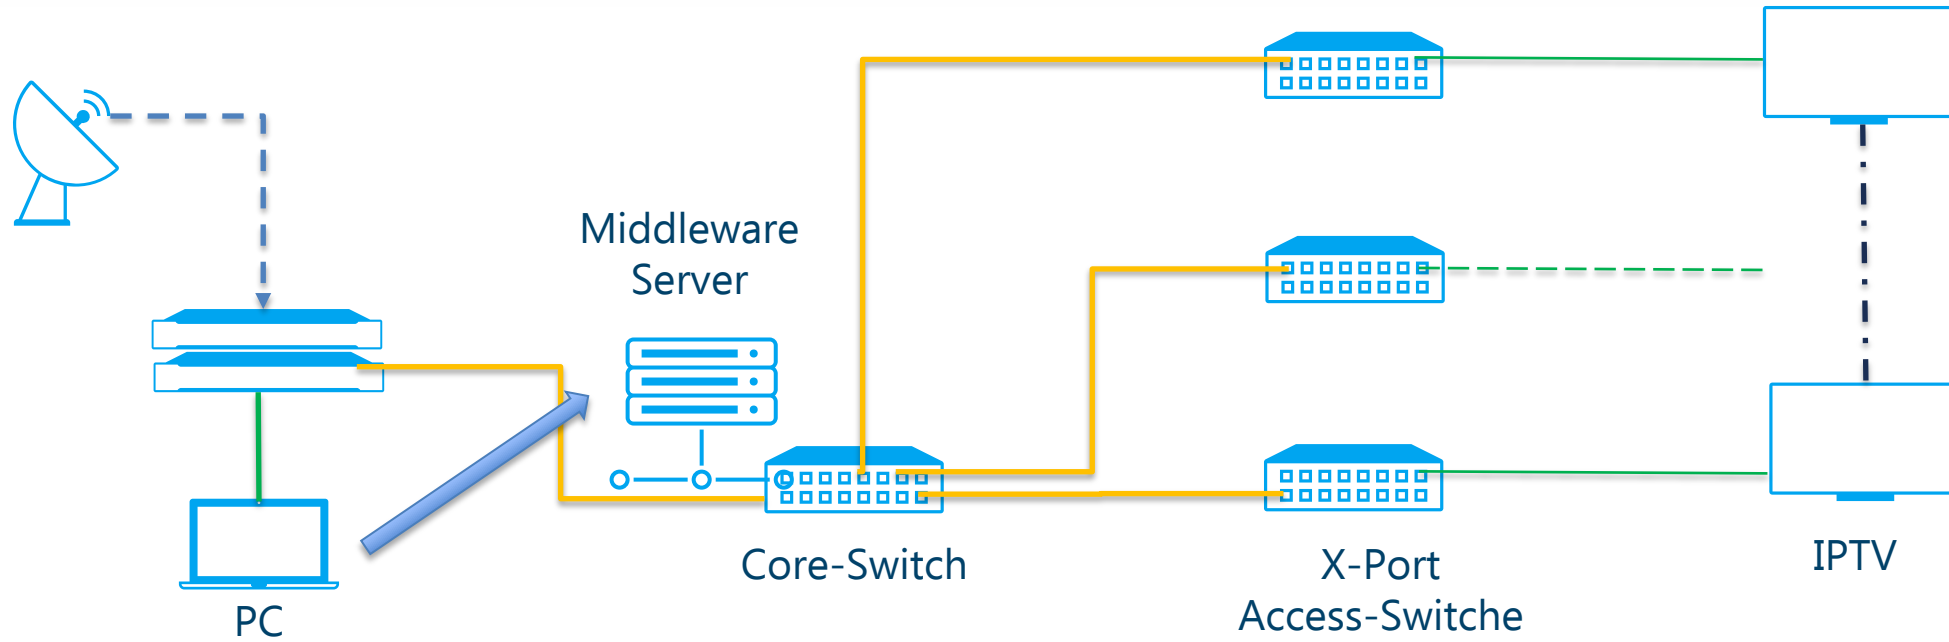 Middleware
Server
Core-Switch
X-Port
Access-Switche
IPTV
PC